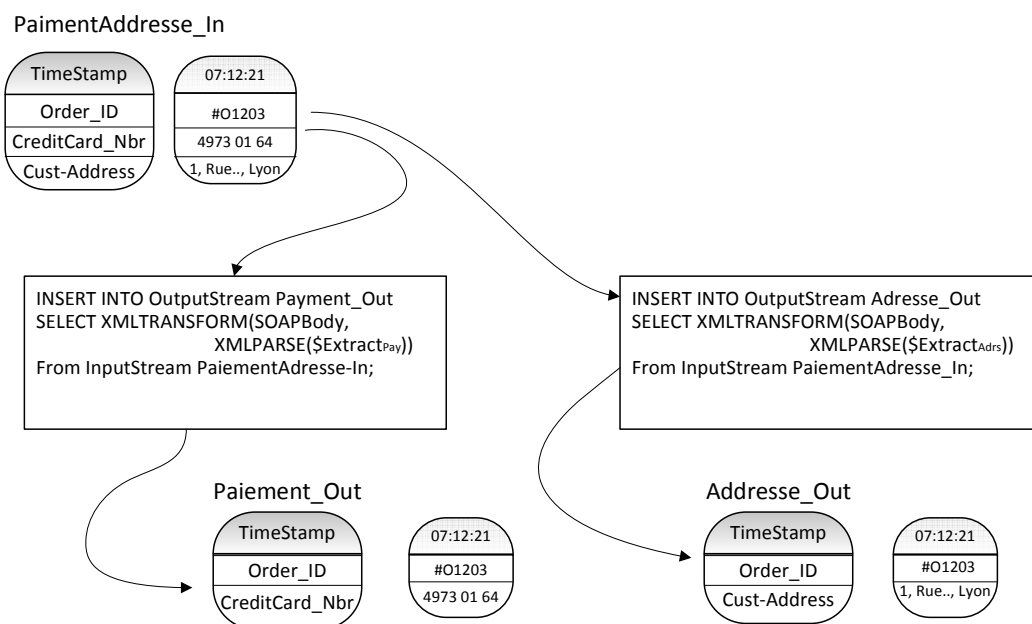 PaimentAddresse_In
TimeStamp
Order_ID
CreditCard_Nbr
Cust-Address
07:12:21
#O1203
4973 01 64
1, Rue.., Lyon
INSERT INTO OutputStream Payment_Out
SELECT XMLTRANSFORM(SOAPBody,
XMLPARSE($ExtractPay))
From InputStream PaiementAdresse-In;
INSERT INTO OutputStream Adresse_Out
SELECT XMLTRANSFORM(SOAPBody,
XMLPARSE($ExtractAdrs))
From InputStream PaiementAdresse_In;
Paiement_Out
TimeStamp
Order_ID
CreditCard_Nbr
07:12:21
#O1203
4973 01 64
Addresse_Out
TimeStamp
Order_ID
Cust-Address
07:12:21
#O1203
1, Rue.., Lyon